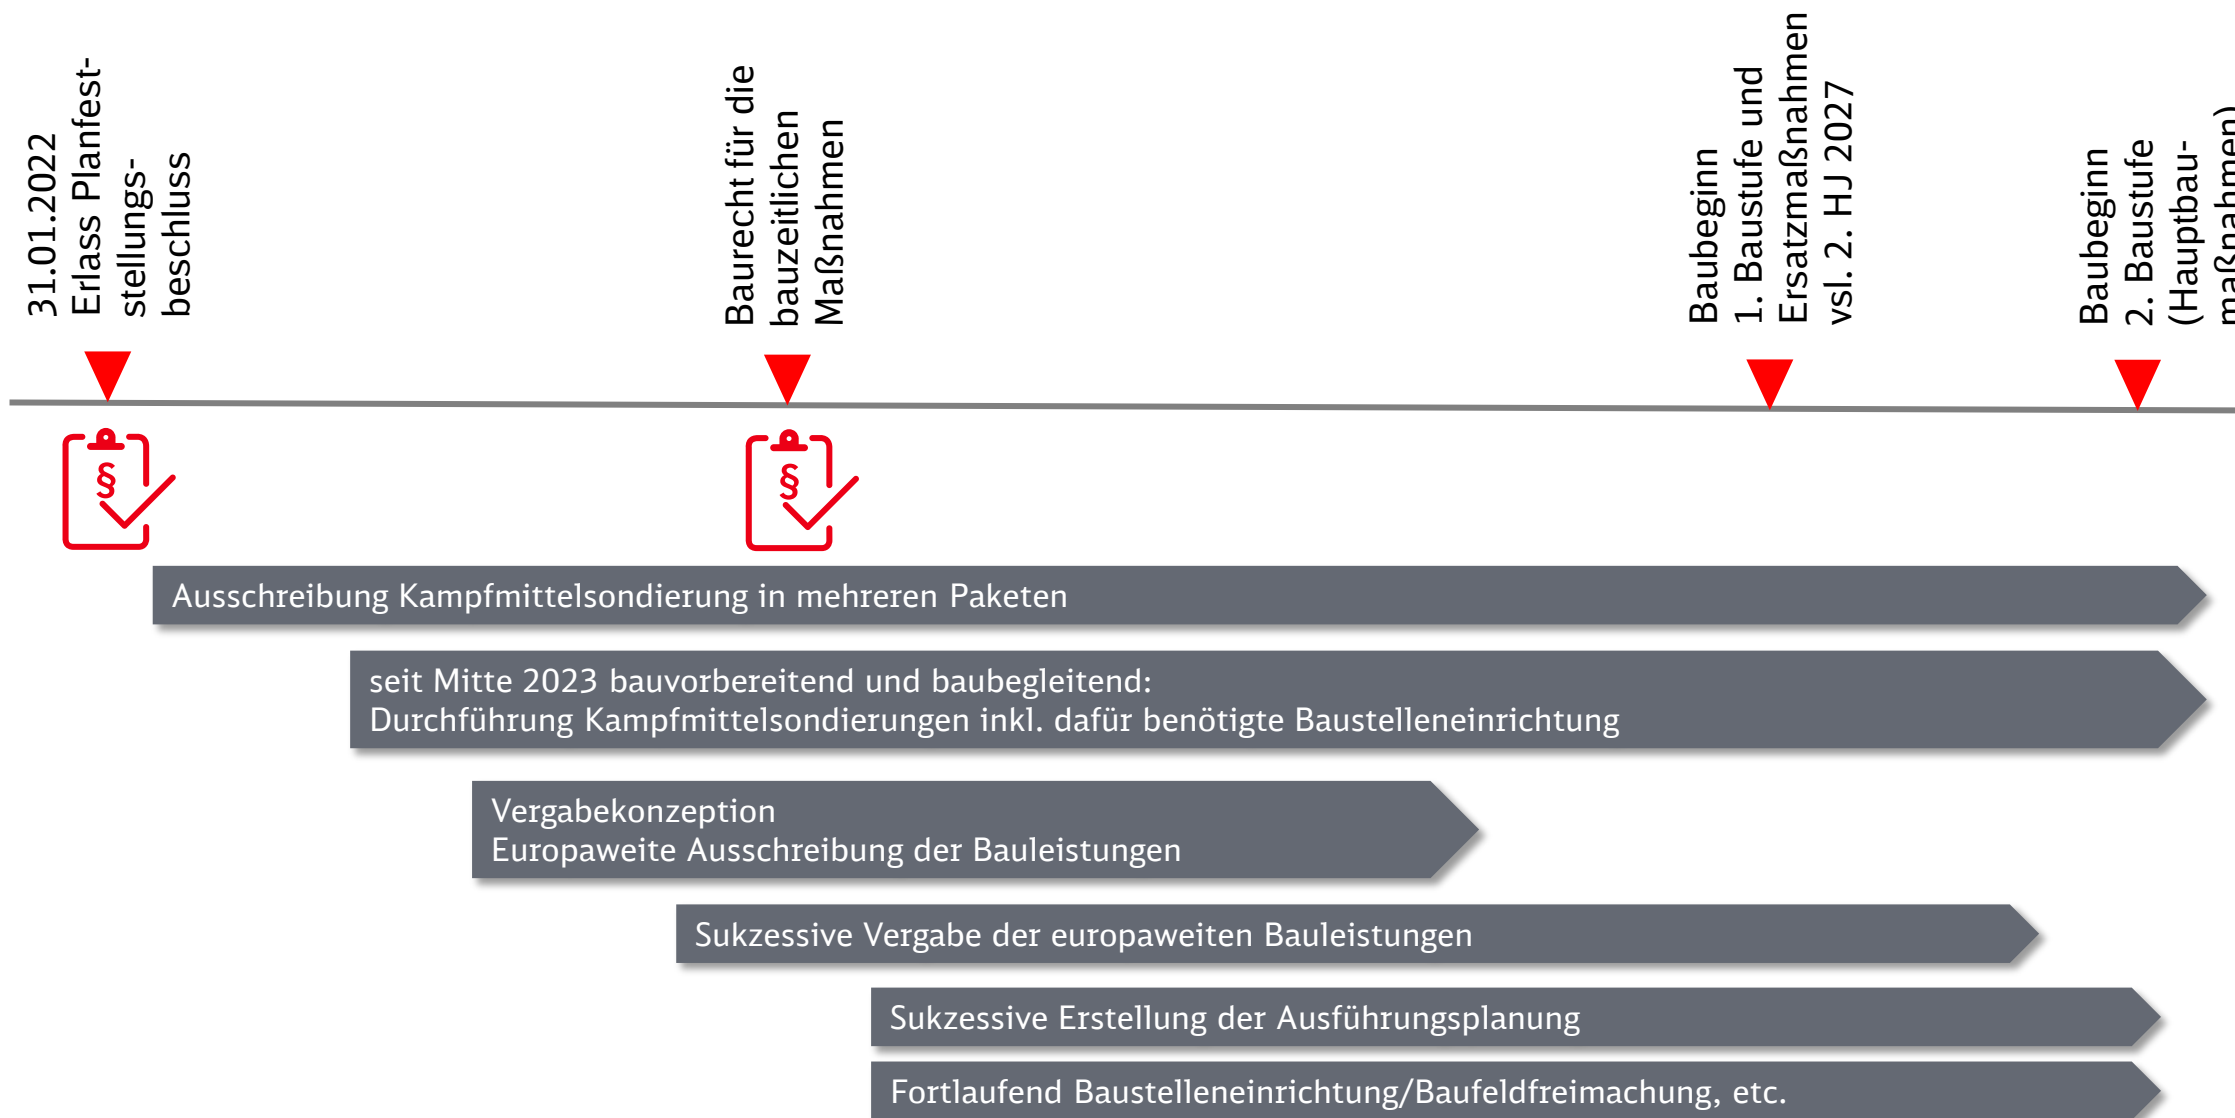 31.01.2022
Erlass Planfest-
stellungs-
beschluss
Baurecht für die
bauzeitlichen
Maßnahmen
Baubeginn
1. Baustufe und
Ersatzmaßnahmen
vsl. 2. HJ 2027
Baubeginn
2. Baustufe
(Hauptbau-
maßnahmen)
§
§
Ausschreibung Kampfmittelsondierung in mehreren Paketen
seit Mitte 2023 bauvorbereitend und baubegleitend:
Durchführung Kampfmittelsondierungen inkl. dafür benötigte Baustelleneinrichtung
Vergabekonzeption
Europaweite Ausschreibung der Bauleistungen
Sukzessive Vergabe der europaweiten Bauleistungen
Sukzessive Erstellung der Ausführungsplanung
Fortlaufend Baustelleneinrichtung/Baufeldfreimachung, etc.